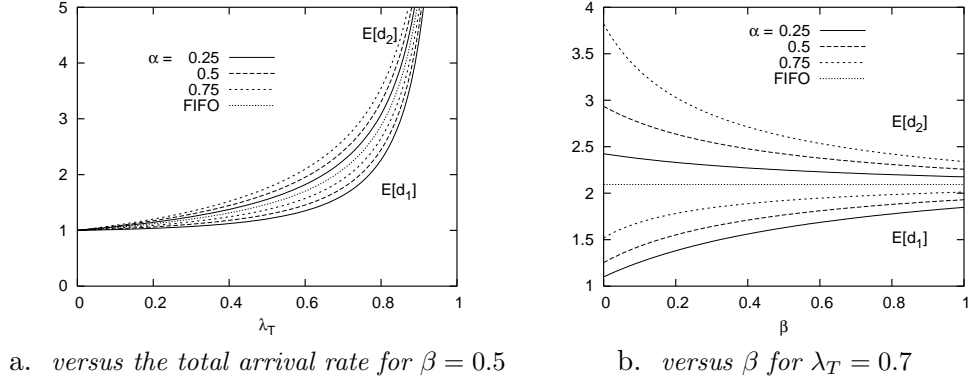 5
4
3
2
1
0
0
0.2
0.4
0.6
0.8
1
λ_T
α = 0.25
0.5
0.75
FIFO
E[d₂]
E[d₁]
4
3.5
3
2.5
2
1.5
1
0
0.2
0.4
0.6
0.8
1
β
α = 0.25
0.5
0.75
FIFO
E[d₂]
E[d₁]
a. versus the total arrival rate for β = 0.5
b. versus β for λ_T = 0.7